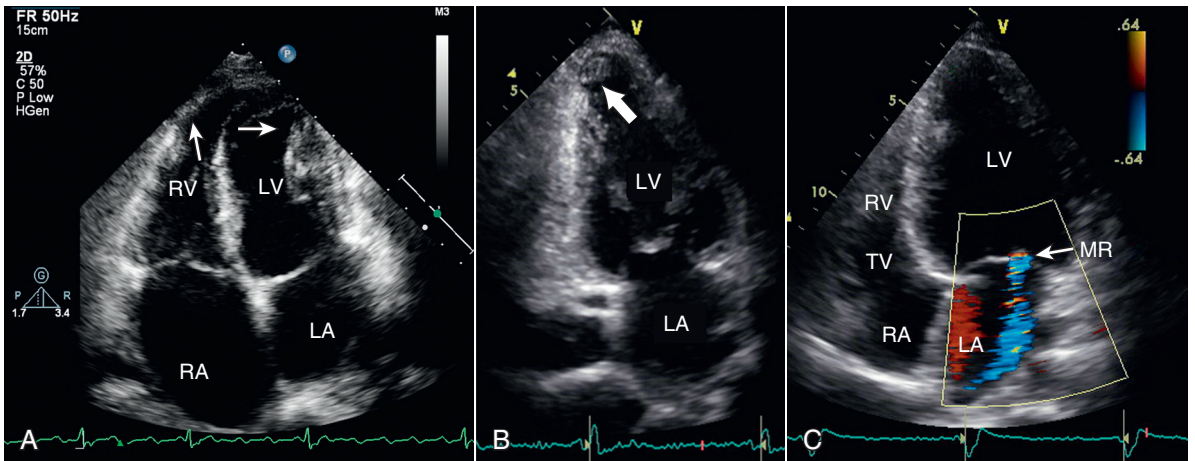 FR 50Hz
15cm
2D
57%
C 50
P Low
HGen
M3
P
G
P R
1.7 3.4
RV
LV
RA
LA
A
V
5
LV
LA
B
V
.64
-.64
5
10
LV
RV
TV
MR
RA
LA
C